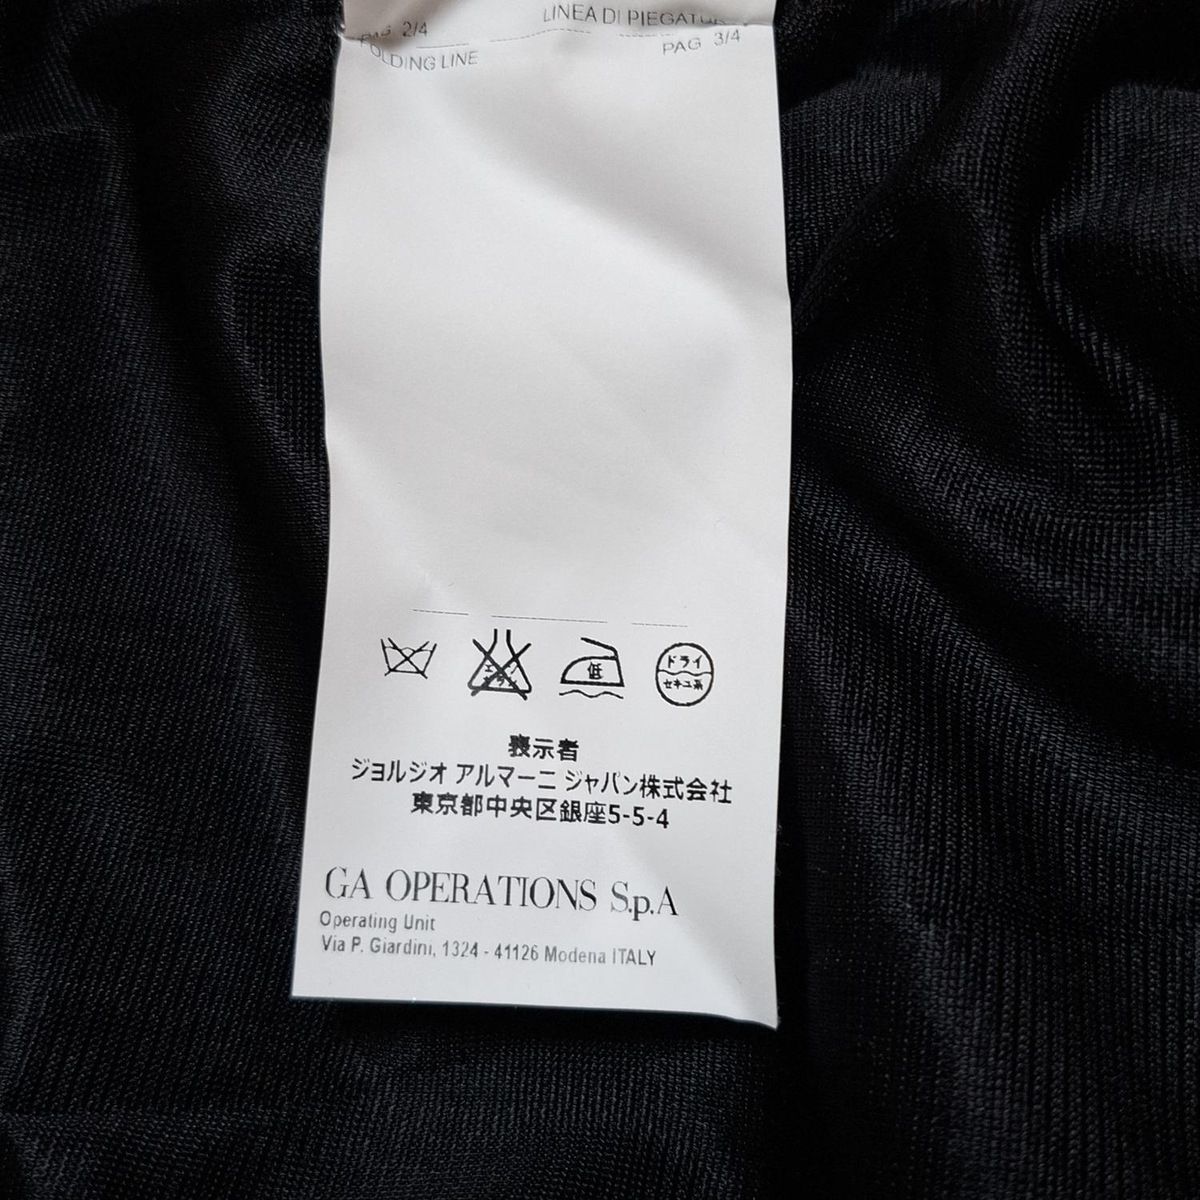 PAG 2/4
LINEA DI PIEGATUR
FOLDING LINE
PAG 3/4
低
ドライ
セキユ系
表示者
ジョルジオ アルマーニ ジャパン株式会社
東京都中央区銀座5-5-4
GA OPERATIONS S.p.A
Operating Unit
Via P. Giardini, 1324 - 41126 Modena ITALY